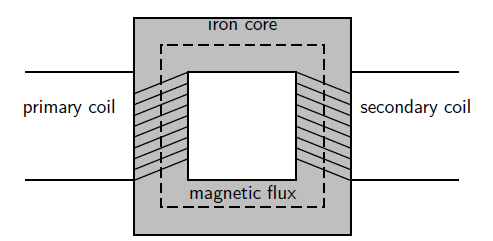 iron core
primary coil
secondary coil
magnetic flux